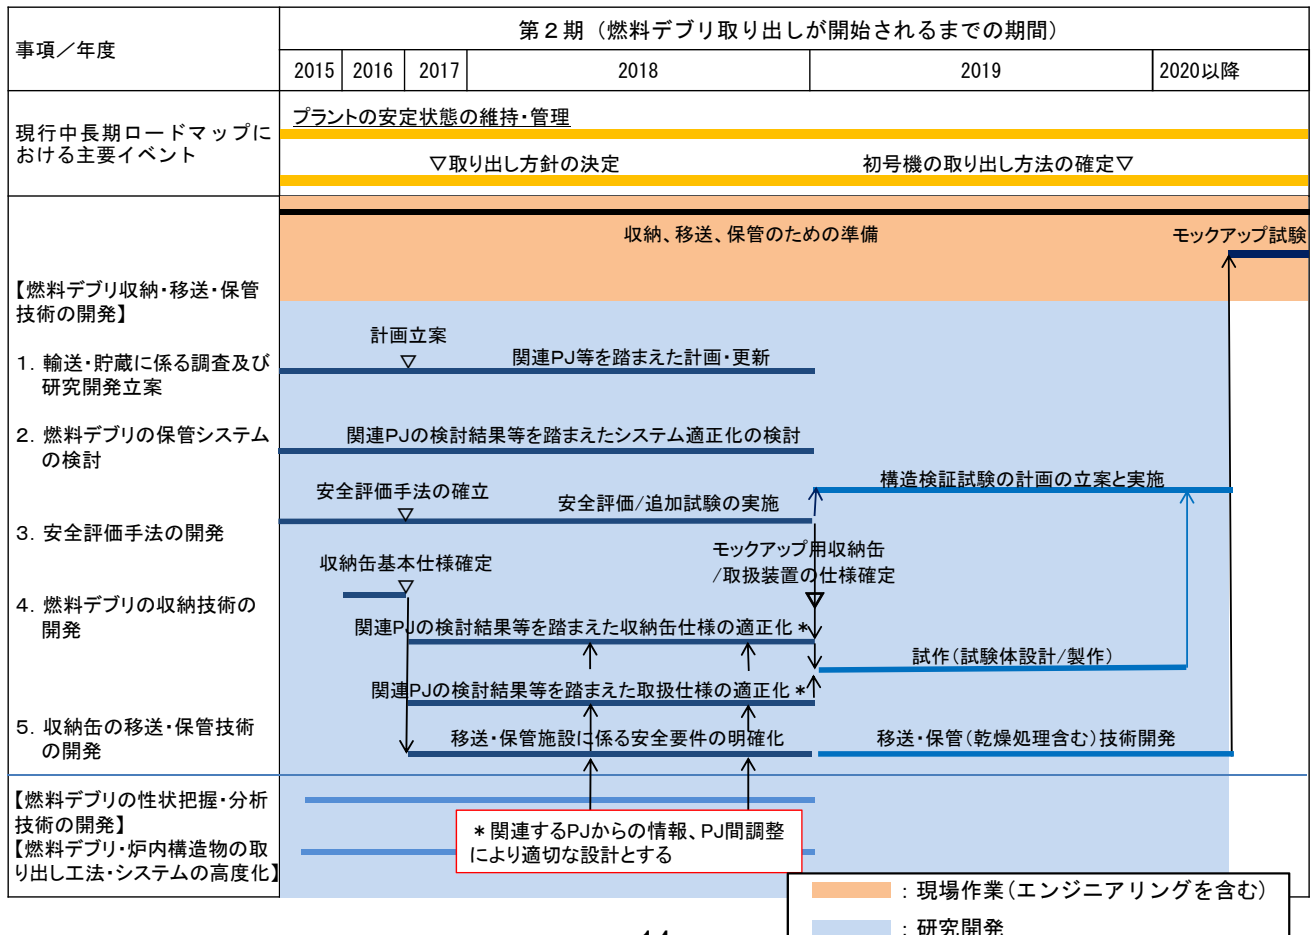 事項／年度
第２期（燃料デブリ取り出しが開始されるまでの期間）
2015
2016
2017
2018
2019
2020以降
現行中長期ロードマップに
おける主要イベント
プラントの安定状態の維持・管理
▽取り出し方針の決定
初号機の取り出し方法の確定▽
収納、移送、保管のための準備
モックアップ試験
【燃料デブリ収納・移送・保管
技術の開発】
計画立案
▽
関連PJ等を踏まえた計画・更新
１．輸送・貯蔵に係る調査及び
研究開発立案
２．燃料デブリの保管システム
の検討
関連PJの検討結果等を踏まえたシステム適正化の検討
構造検証試験の計画の立案と実施
安全評価手法の確立
▽
安全評価/追加試験の実施
３．安全評価手法の開発
モックアップ用収納缶
/取扱装置の仕様確定
▽
収納缶基本仕様確定
▽
４．燃料デブリの収納技術の
開発
関連PJの検討結果等を踏まえた収納缶仕様の適正化＊
試作（試験体設計/製作）
関連PJの検討結果等を踏まえた取扱仕様の適正化＊
５．収納缶の移送・保管技術
の開発
移送・保管施設に係る安全要件の明確化
移送・保管（乾燥処理含む）技術開発
【燃料デブリの性状把握・分析
技術の開発】
【燃料デブリ・炉内構造物の取
り出し工法・システムの高度化】
＊関連するPJからの情報、PJ間調整
により適切な設計とする
：現場作業（エンジニアリングを含む）
：研究開発